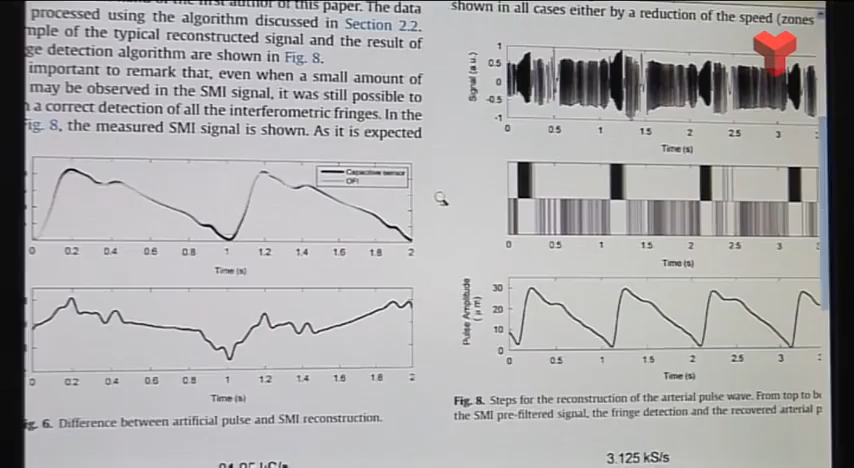 of this paper. The data
processed using the algorithm discussed in Section 2.2.
of the typical reconstructed signal and the result of
detection algorithm are shown in Fig. 8.
important to remark that, even when a small amount of
may be observed in the SMI signal, it was still possible to
a correct detection of all the interferometric fringes. In the
8, the measured SMI signal is shown. As it is expected
Capacitive sensor
OFI
0 0.2 0.4 0.6 0.8 1 1.2 1.4 1.6 1.8 2
Time (s)
0 0.2 0.4 0.6 0.8 1 1.2 1.4 1.6 1.8 2
Time (s)
6. Difference between artificial pulse and SMI reconstruction.
shown in all cases either by a reduction of the speed (zones
Signal (a.u.)
1
0.5
0
-0.5
-1
0 0.5 1 1.5 2 2.5 3
Time (s)
0 0.5 1 1.5 2 2.5 3
Time (s)
Pulse Amplitude
(μm)
30
20
10
0
0 0.5 1 1.5 2 2.5 3
Time (s)
Fig. 8. Steps for the reconstruction of the arterial pulse wave. From top to
the SMI pre-filtered signal, the fringe detection and the recovered arterial
3.125 kS/s